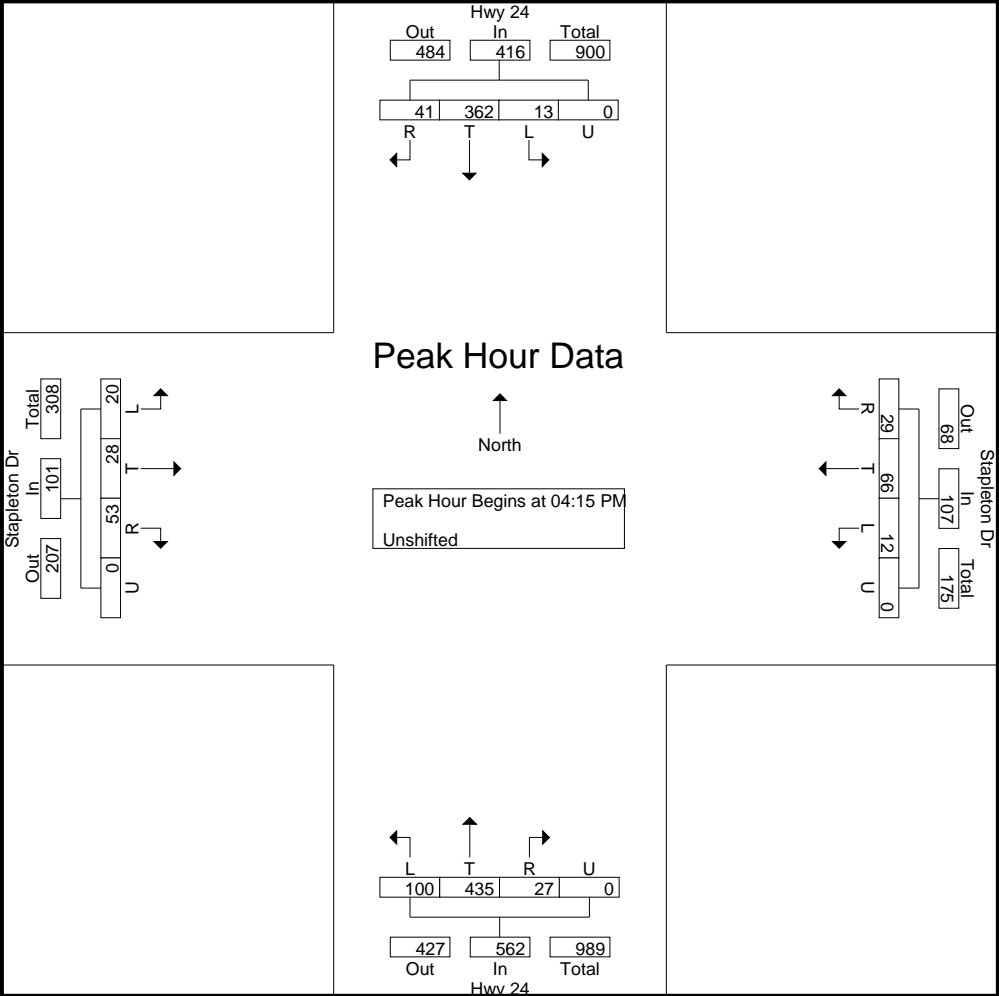 Hwy 24
Out In Total
484 416 900
41 362 13 0
R T L U
Peak Hour Data
North
Peak Hour Begins at 04:15 PM
Unshifted
Stapleton Dr
Total In Out
308 101 207
20 28 53 0
L T R U
Stapleton Dr
Out In Total
68 107 175
29 66 12 0
R T L U
L T R U
100 435 27 0
427 562 989
Out In Total
Hwy 24